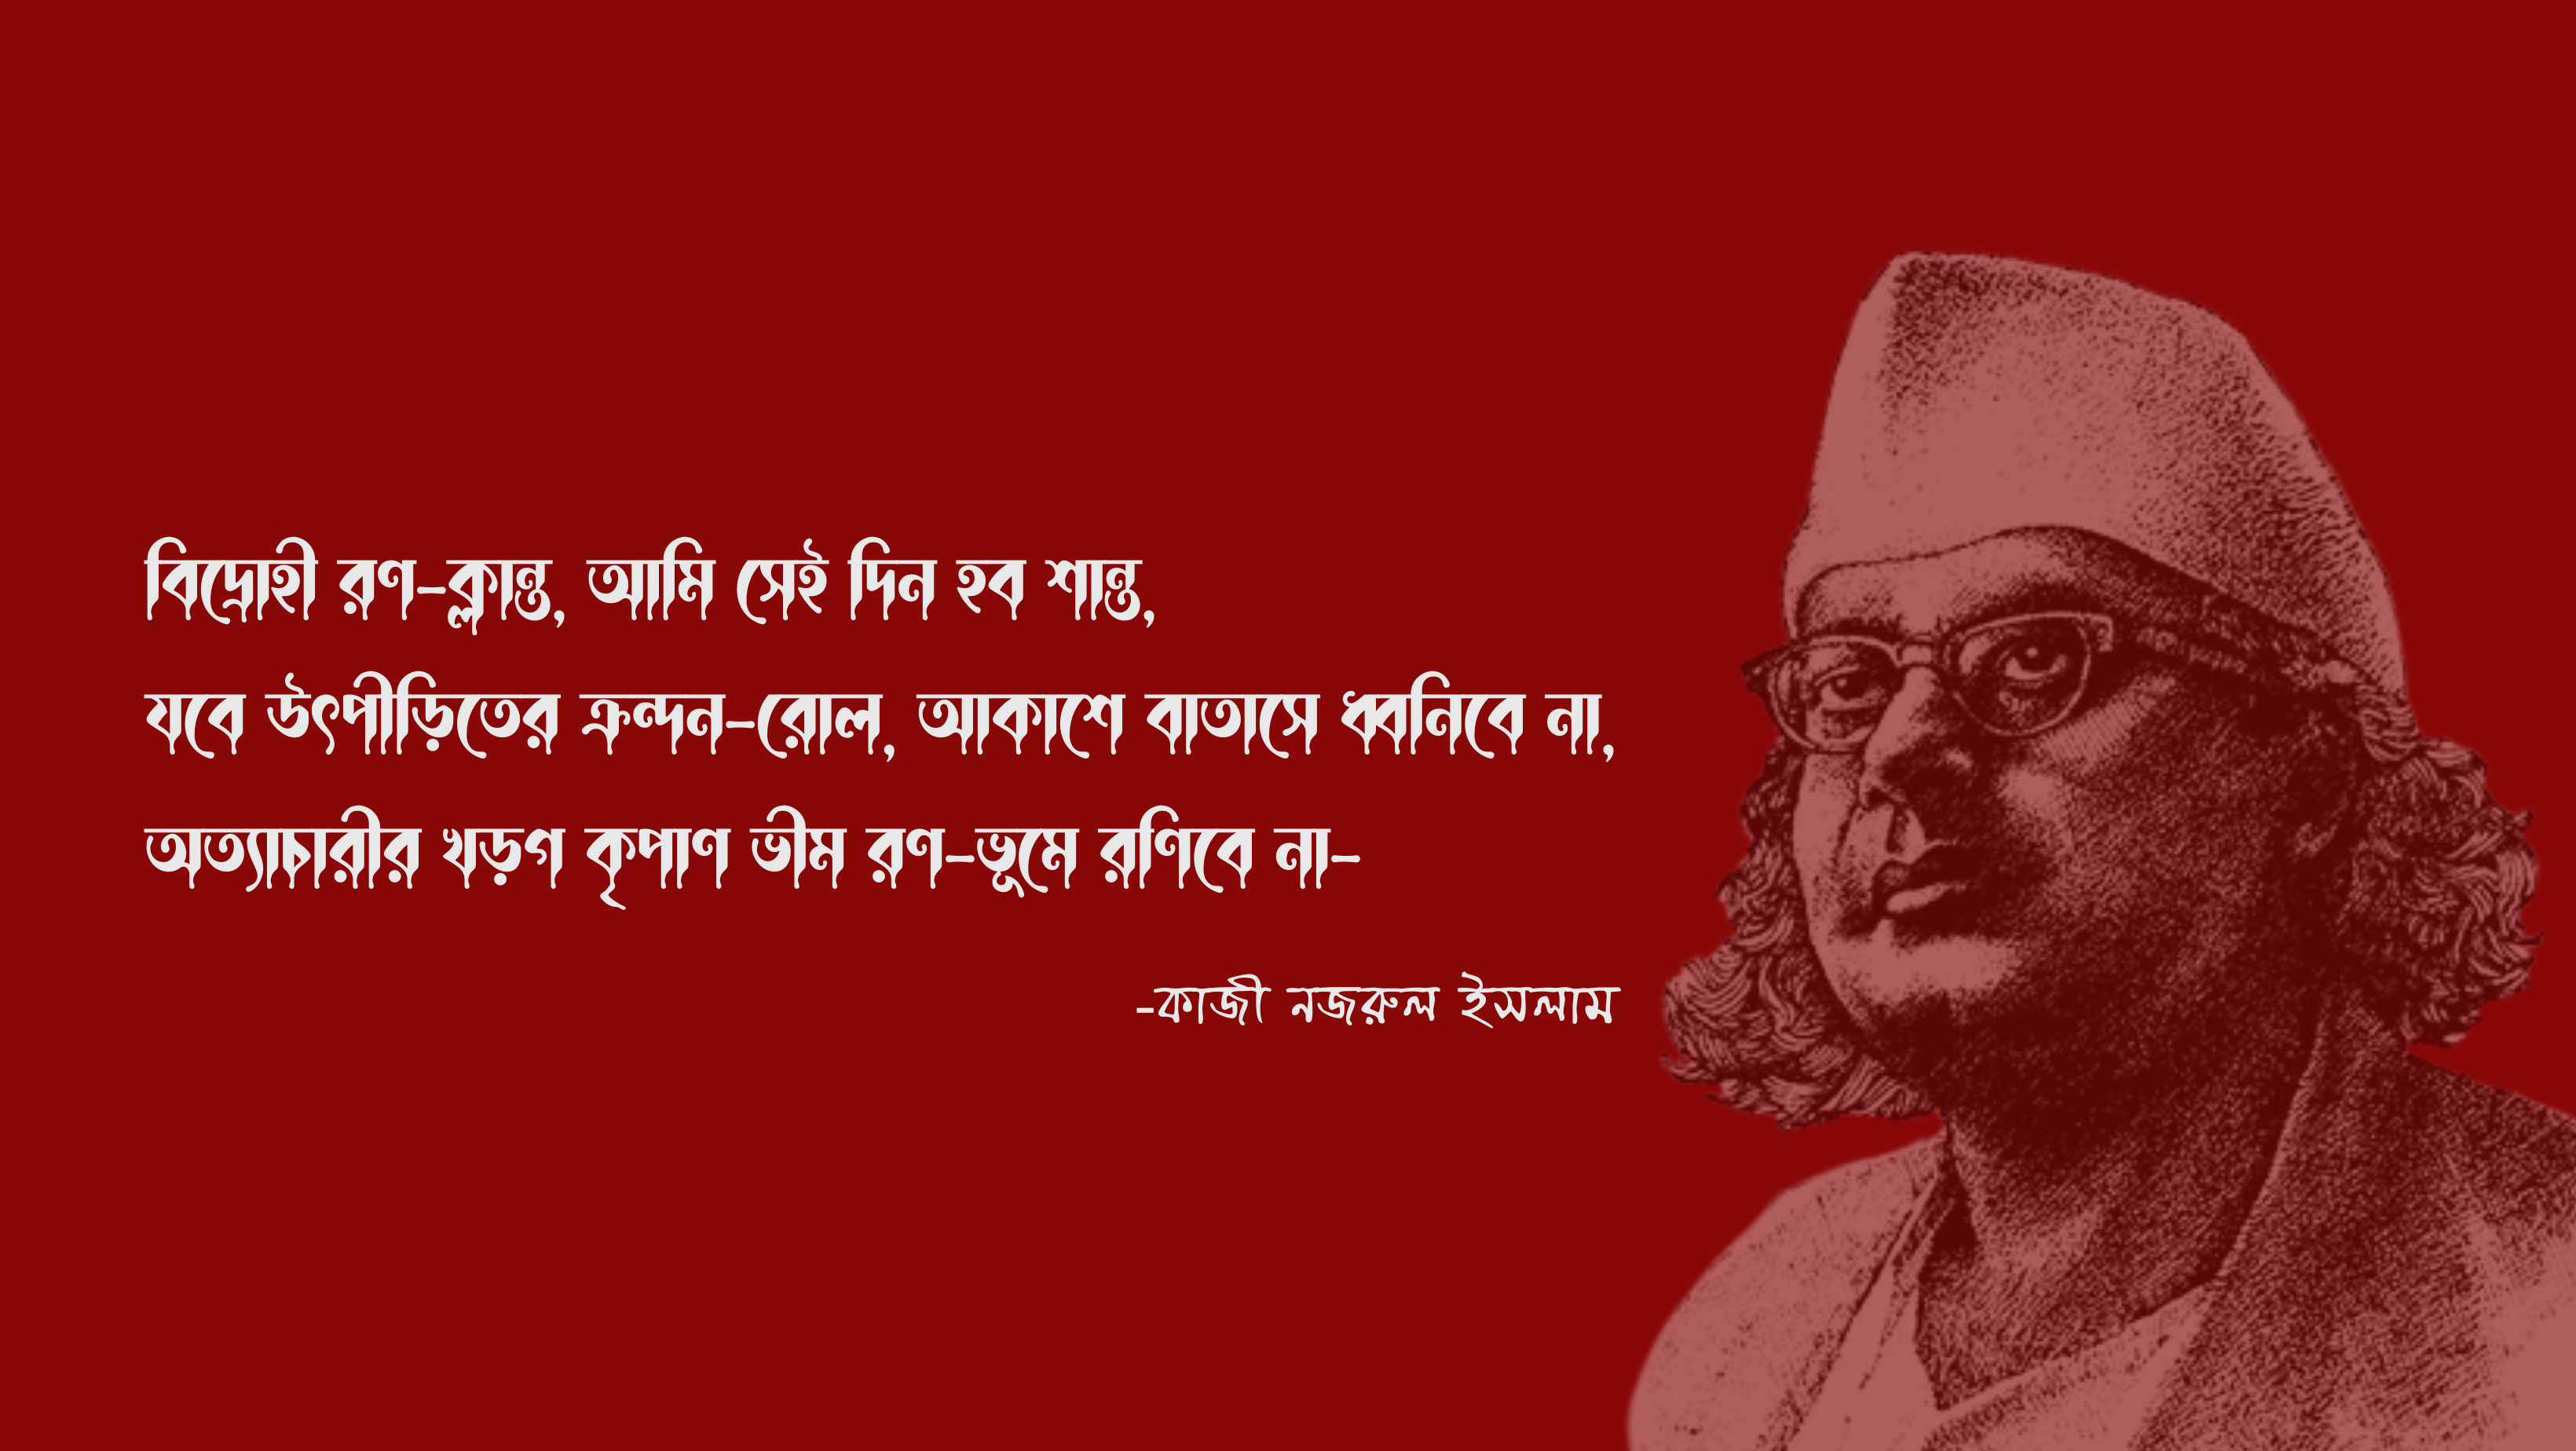 বিদ্রোহী রণ-ক্লান্ত, আমি সেই দিন হব শান্ত,
যবে উৎপীড়িতের ক্রন্দন-রোল, আকাশে বাতাসে ধ্বনিবে না,
অত্যাচারীর খড়গ কৃপাণ ভীম রণ-ভূমে রণিবে না-
-কাজী নজরুল ইসলাম